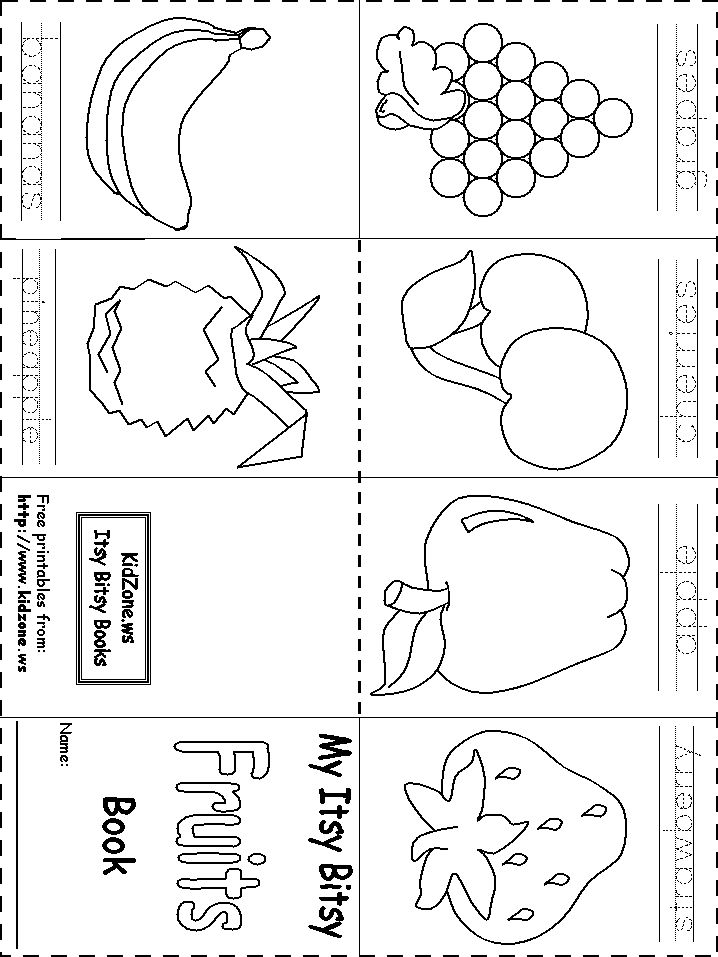 My Itsy Bitsy
Fruits
Book
Name:
strawberry
apple
cherries
grapes
bananas
pineapple
KidZone.ws
Itsy Bitsy Books
Free printables from:
http://www.kidzone.ws